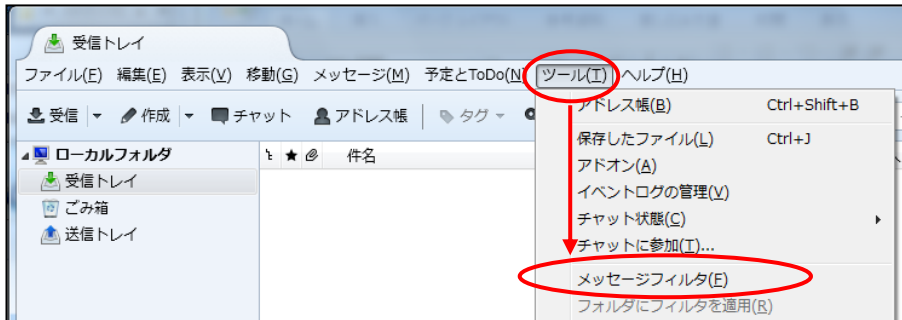 受信トレイ
ファイル(F) 編集(E) 表示(V) 移動(G) メッセージ(M) 予定とToDo(N) ツール(T) ヘルプ(H)
受信 作成 チャット アドレス帳 タグ
ローカルフォルダ
受信トレイ
ごみ箱
送信トレイ
件名
アドレス帳(B) Ctrl+Shift+B
保存したファイル(L) Ctrl+J
アドオン(A)
イベントログの管理(V)
チャット状態(C)
チャットに参加(T)...
メッセージフィルタ(F)
フォルダにフィルタを適用(R)